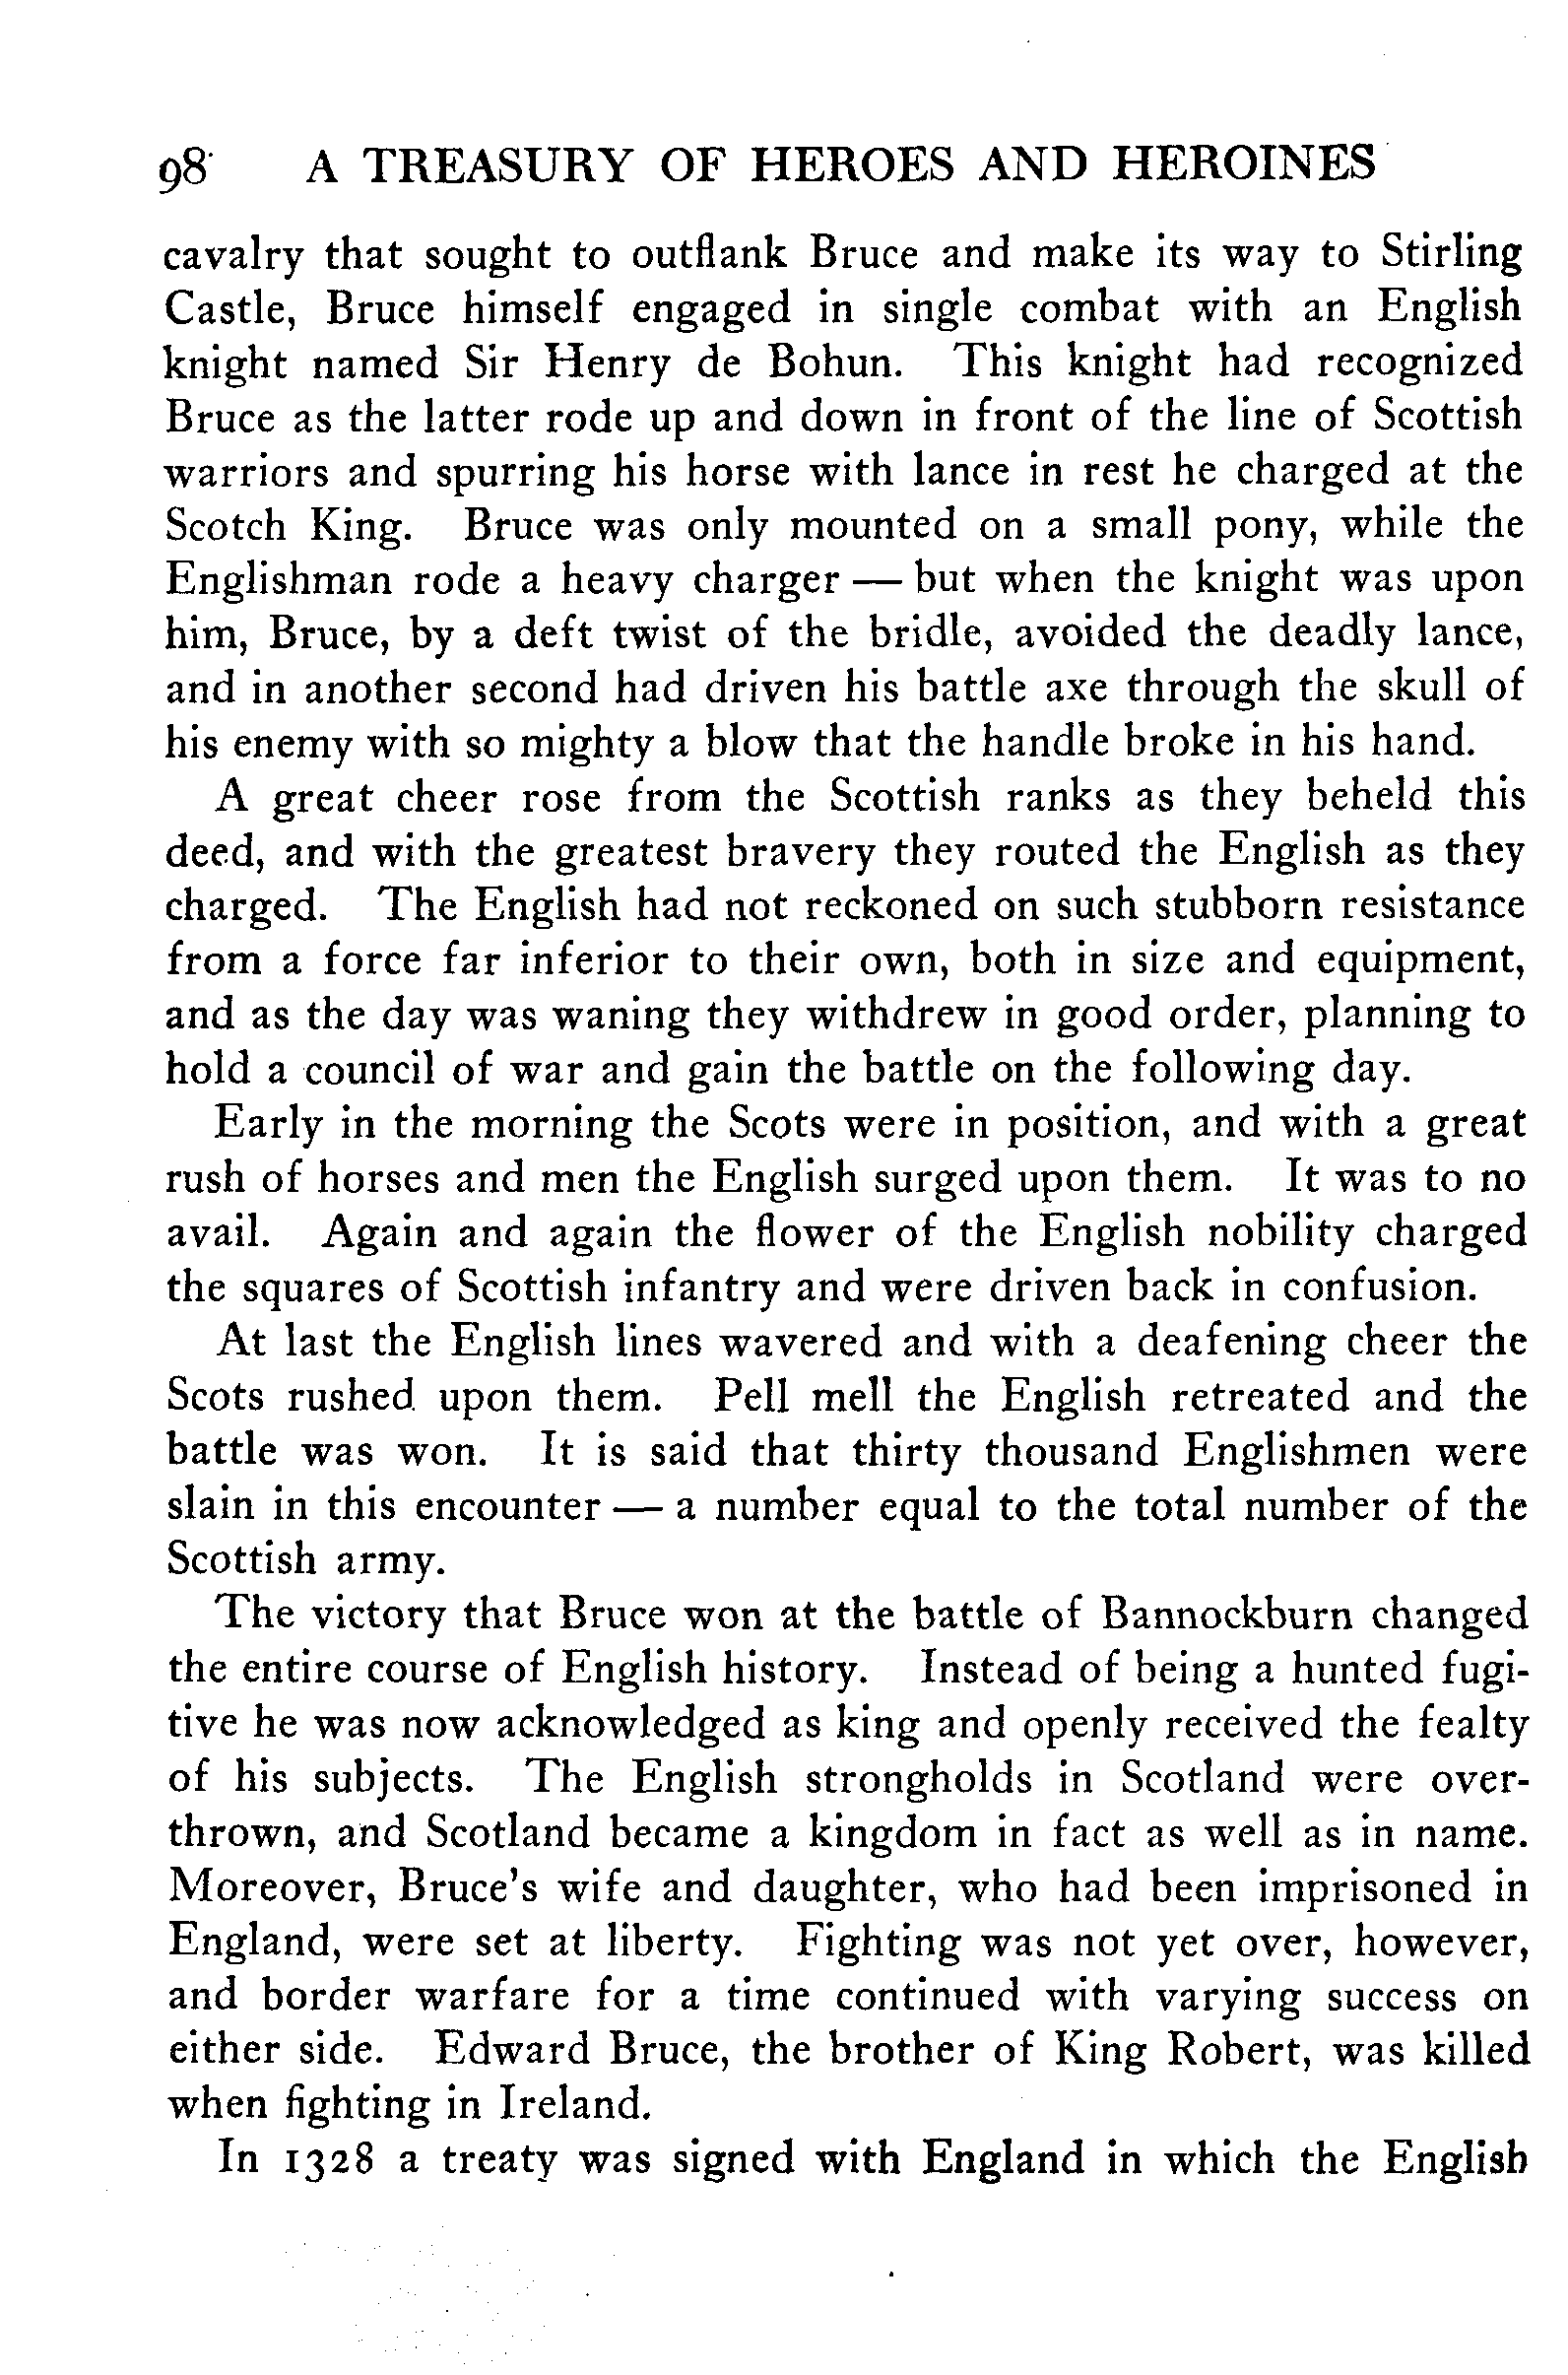 98 A TREASURY OF HEROES AND HEROINES
cavalry that sought to outflank Bruce and make its way to Stirling
Castle, Bruce himself engaged in single combat with an English
knight named Sir Henry de Bohun. This knight had recognized
Bruce as the latter rode up and down in front of the line of Scottish
warriors and spurring his horse with lance in rest he charged at the
Scotch King. Bruce was only mounted on a small pony, while the
Englishman rode a heavy charger — but when the knight was upon
him, Bruce, by a deft twist of the bridle, avoided the deadly lance,
and in another second had driven his battle axe through the skull of
his enemy with so mighty a blow that the handle broke in his hand.
A great cheer rose from the Scottish ranks as they beheld this
deed, and with the greatest bravery they routed the English as they
charged. The English had not reckoned on such stubborn resistance
from a force far inferior to their own, both in size and equipment,
and as the day was waning they withdrew in good order, planning to
hold a council of war and gain the battle on the following day.
Early in the morning the Scots were in position, and with a great
rush of horses and men the English surged upon them. It was to no
avail. Again and again the flower of the English nobility charged
the squares of Scottish infantry and were driven back in confusion.
At last the English lines wavered and with a deafening cheer the
Scots rushed upon them. Pell mell the English retreated and the
battle was won. It is said that thirty thousand Englishmen were
slain in this encounter — a number equal to the total number of the
Scottish army.
The victory that Bruce won at the battle of Bannockburn changed
the entire course of English history. Instead of being a hunted fugi-
tive he was now acknowledged as king and openly received the fealty
of his subjects. The English strongholds in Scotland were over-
thrown, and Scotland became a kingdom in fact as well as in name.
Moreover, Bruce's wife and daughter, who had been imprisoned in
England, were set at liberty. Fighting was not yet over, however,
and border warfare for a time continued with varying success on
either side. Edward Bruce, the brother of King Robert, was killed
when fighting in Ireland.
In 1328 a treaty was signed with England in which the English